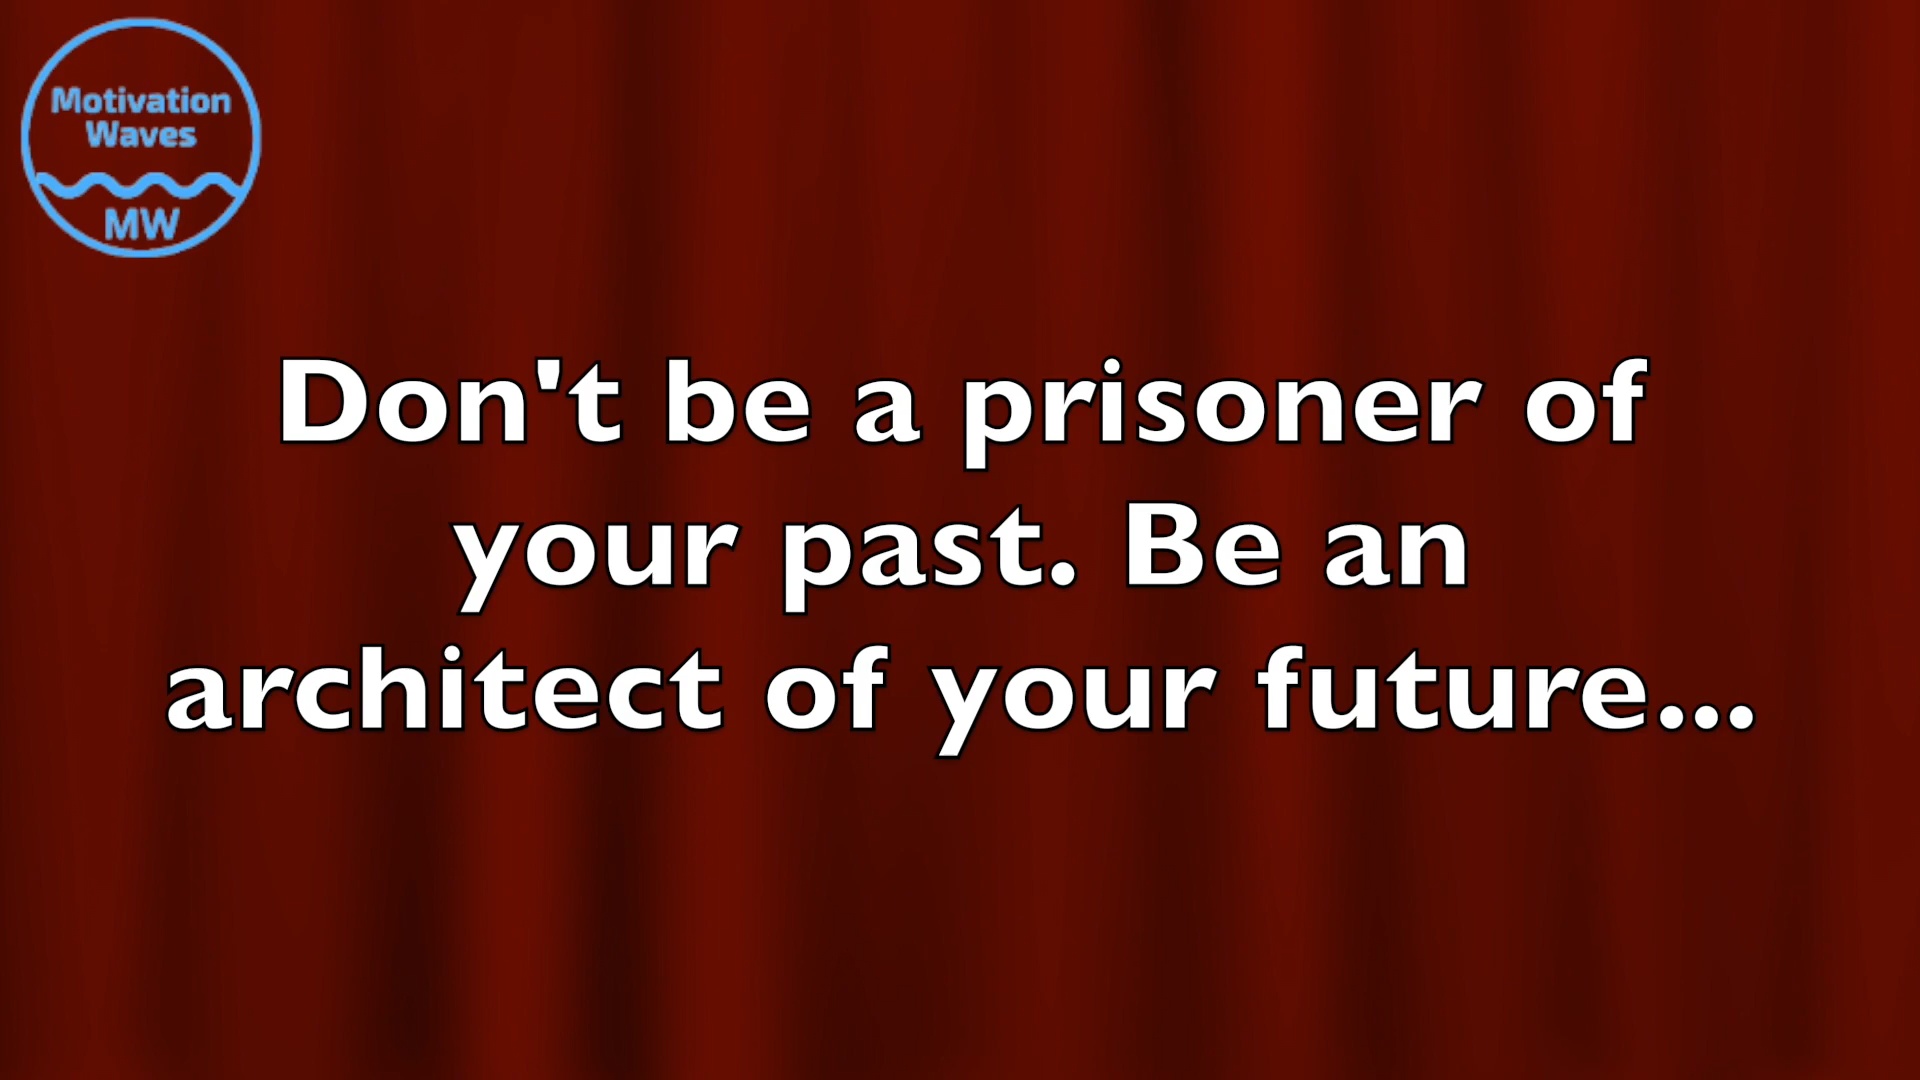 Motivation
Waves
MW
Don't be a prisoner of
your past. Be an
architect of your future...